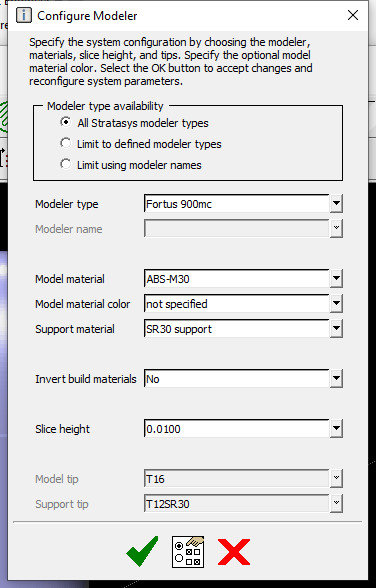 Configure Modeler
Specify the system configuration by choosing the modeler,
materials, slice height, and tips. Specify the optional model
material color. Select the OK button to accept changes and
reconfigure system parameters.
Modeler type availability
All Stratasys modeler types
Limit to defined modeler types
Limit using modeler names
Modeler type Fortus 900mc
Modeler name
Model material ABS-M30
Model material color not specified
Support material SR30 support
Invert build materials No
Slice height 0.0100
Model tip T16
Support tip T12SR30